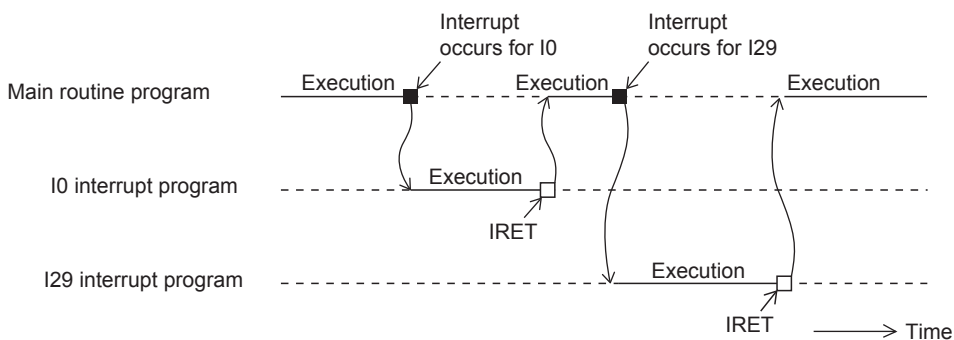 Interrupt
occurs for I0
Interrupt
occurs for I29
Main routine program
Execution
Execution
Execution
I0 interrupt program
Execution
IRET
I29 interrupt program
Execution
IRET
Time